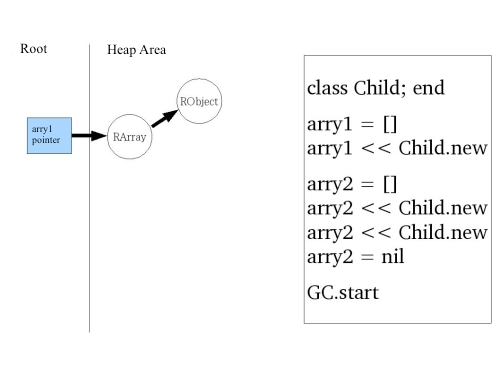 Root
Heap Area
arry1
pointer
RArray
RObject
class Child; end
arry1 = []
arry1 << Child.new
arry2 = []
arry2 << Child.new
arry2 << Child.new
arry2 = nil
GC.start